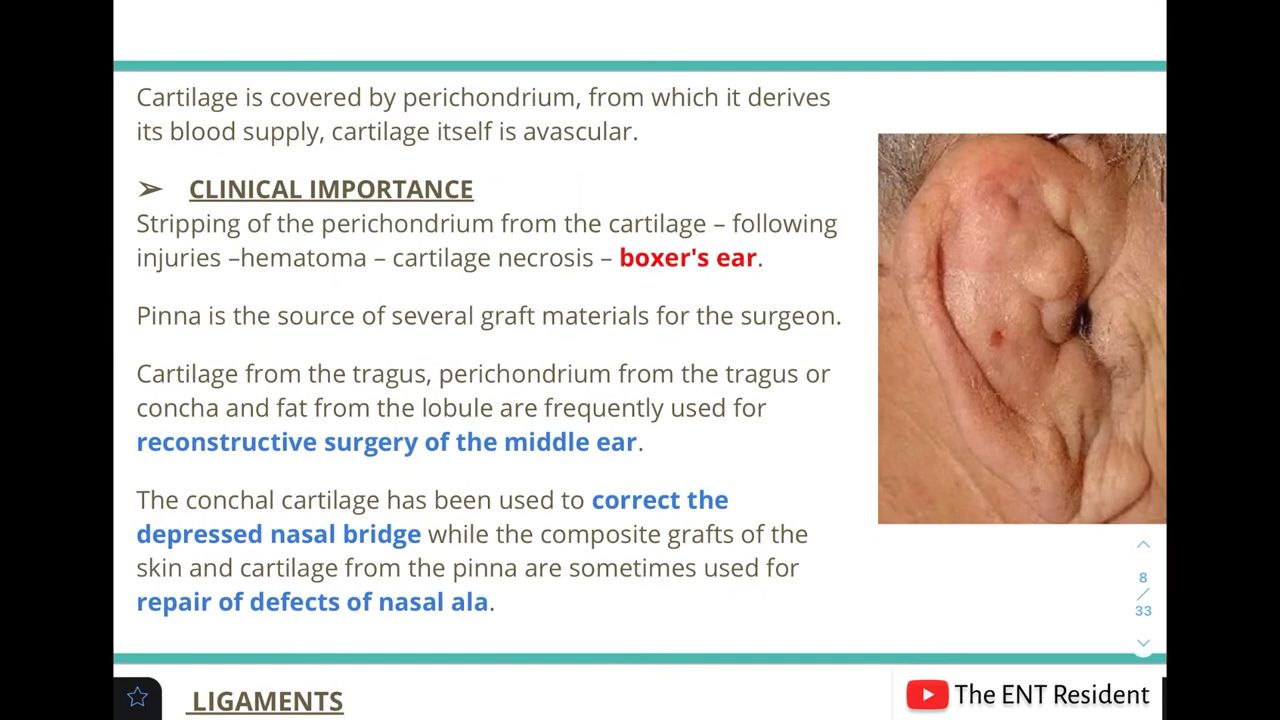 Cartilage is covered by perichondrium, from which it derives
its blood supply, cartilage itself is avascular.
➢ CLINICAL IMPORTANCE
Stripping of the perichondrium from the cartilage – following
injuries –hematoma – cartilage necrosis – boxer's ear.
Pinna is the source of several graft materials for the surgeon.
Cartilage from the tragus, perichondrium from the tragus or
concha and fat from the lobule are frequently used for
reconstructive surgery of the middle ear.
The conchal cartilage has been used to correct the
depressed nasal bridge while the composite grafts of the
skin and cartilage from the pinna are sometimes used for
repair of defects of nasal ala.
8
/
33
LIGAMENTS
The ENT Resident